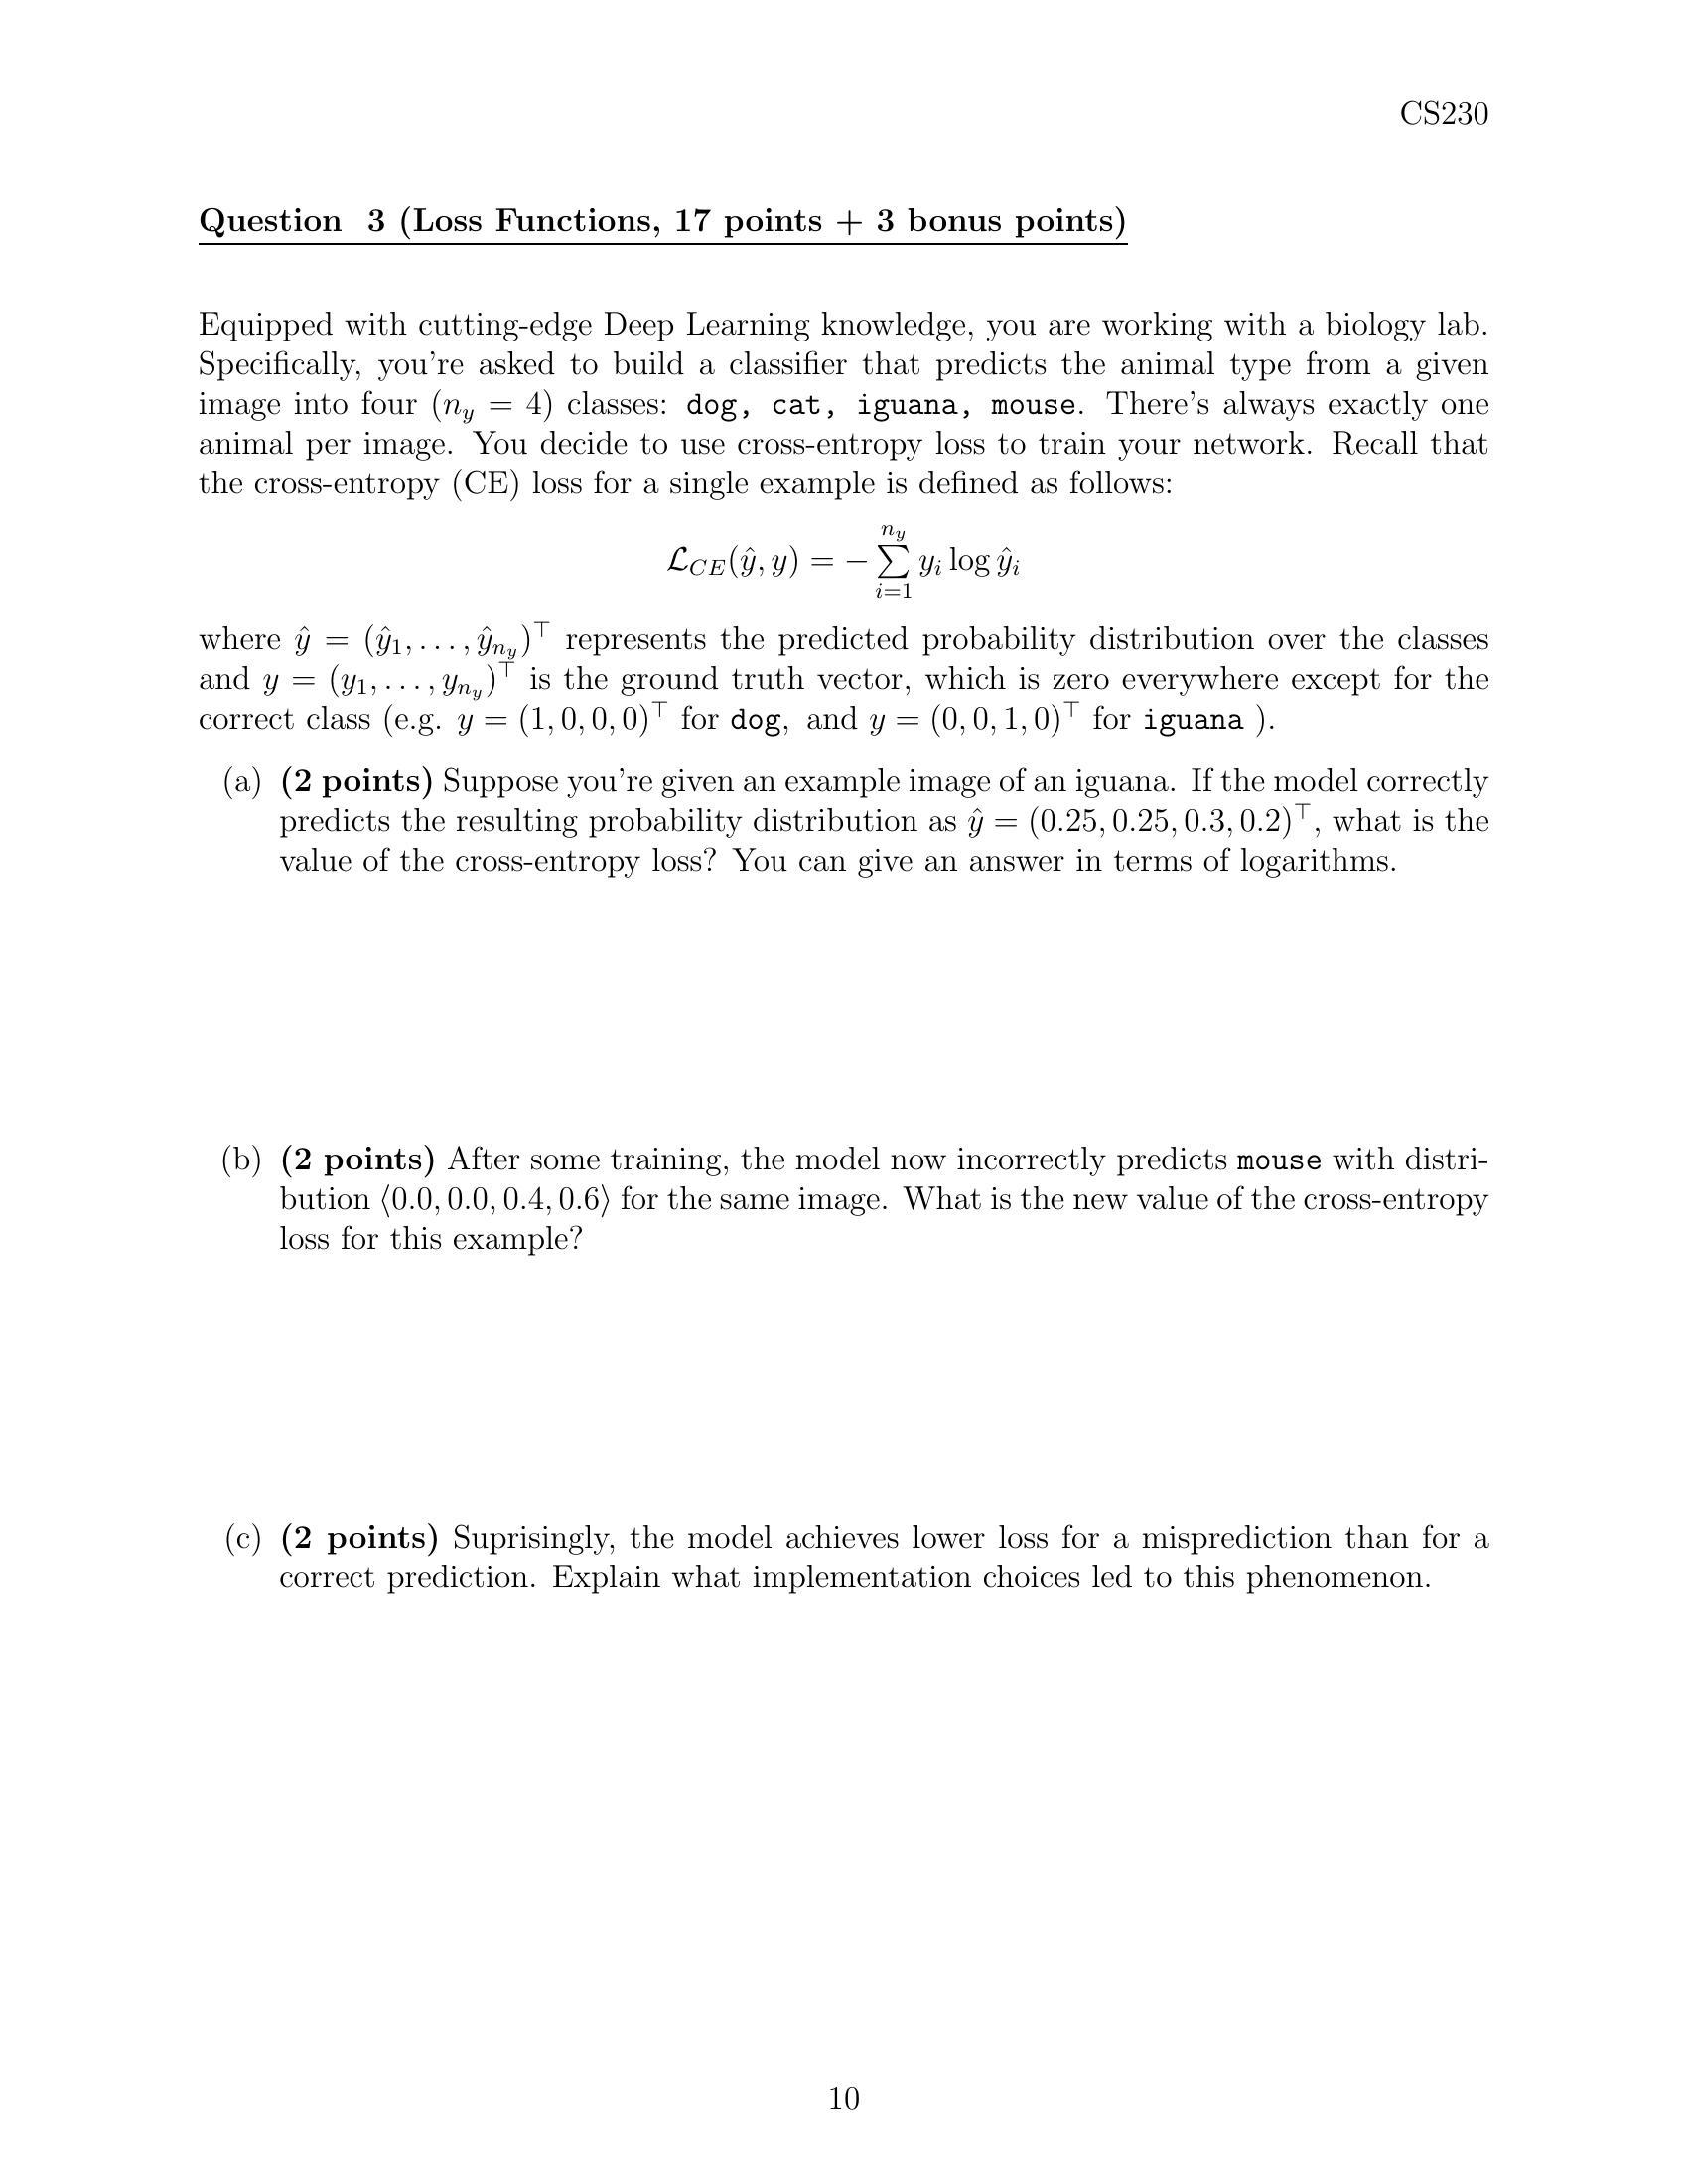 CS230
Question 3 (Loss Functions, 17 points + 3 bonus points)
Equipped with cutting-edge Deep Learning knowledge, you are working with a biology lab.
Specifically, you're asked to build a classifier that predicts the animal type from a given
image into four (n_y = 4) classes: dog, cat, iguana, mouse. There's always exactly one
animal per image. You decide to use cross-entropy loss to train your network. Recall that
the cross-entropy (CE) loss for a single example is defined as follows:
$\mathcal{L}_{CE}(\hat{y}, y) = -\sum_{i=1}^{n_y} y_i \log \hat{y}_i$
where $\hat{y} = (\hat{y}_1, \ldots, \hat{y}_{n_y})^\top$ represents the predicted probability distribution over the classes
and $y = (y_1, \ldots, y_{n_y})^\top$ is the ground truth vector, which is zero everywhere except for the
correct class (e.g. $y = (1, 0, 0, 0)^\top$ for dog, and $y = (0, 0, 1, 0)^\top$ for iguana ).
(a) (2 points) Suppose you're given an example image of an iguana. If the model correctly
predicts the resulting probability distribution as $\hat{y} = (0.25, 0.25, 0.3, 0.2)^\top$, what is the
value of the cross-entropy loss? You can give an answer in terms of logarithms.
(b) (2 points) After some training, the model now incorrectly predicts mouse with distri-
bution ⟨0.0, 0.0, 0.4, 0.6⟩ for the same image. What is the new value of the cross-entropy
loss for this example?
(c) (2 points) Suprisingly, the model achieves lower loss for a misprediction than for a
correct prediction. Explain what implementation choices led to this phenomenon.
10